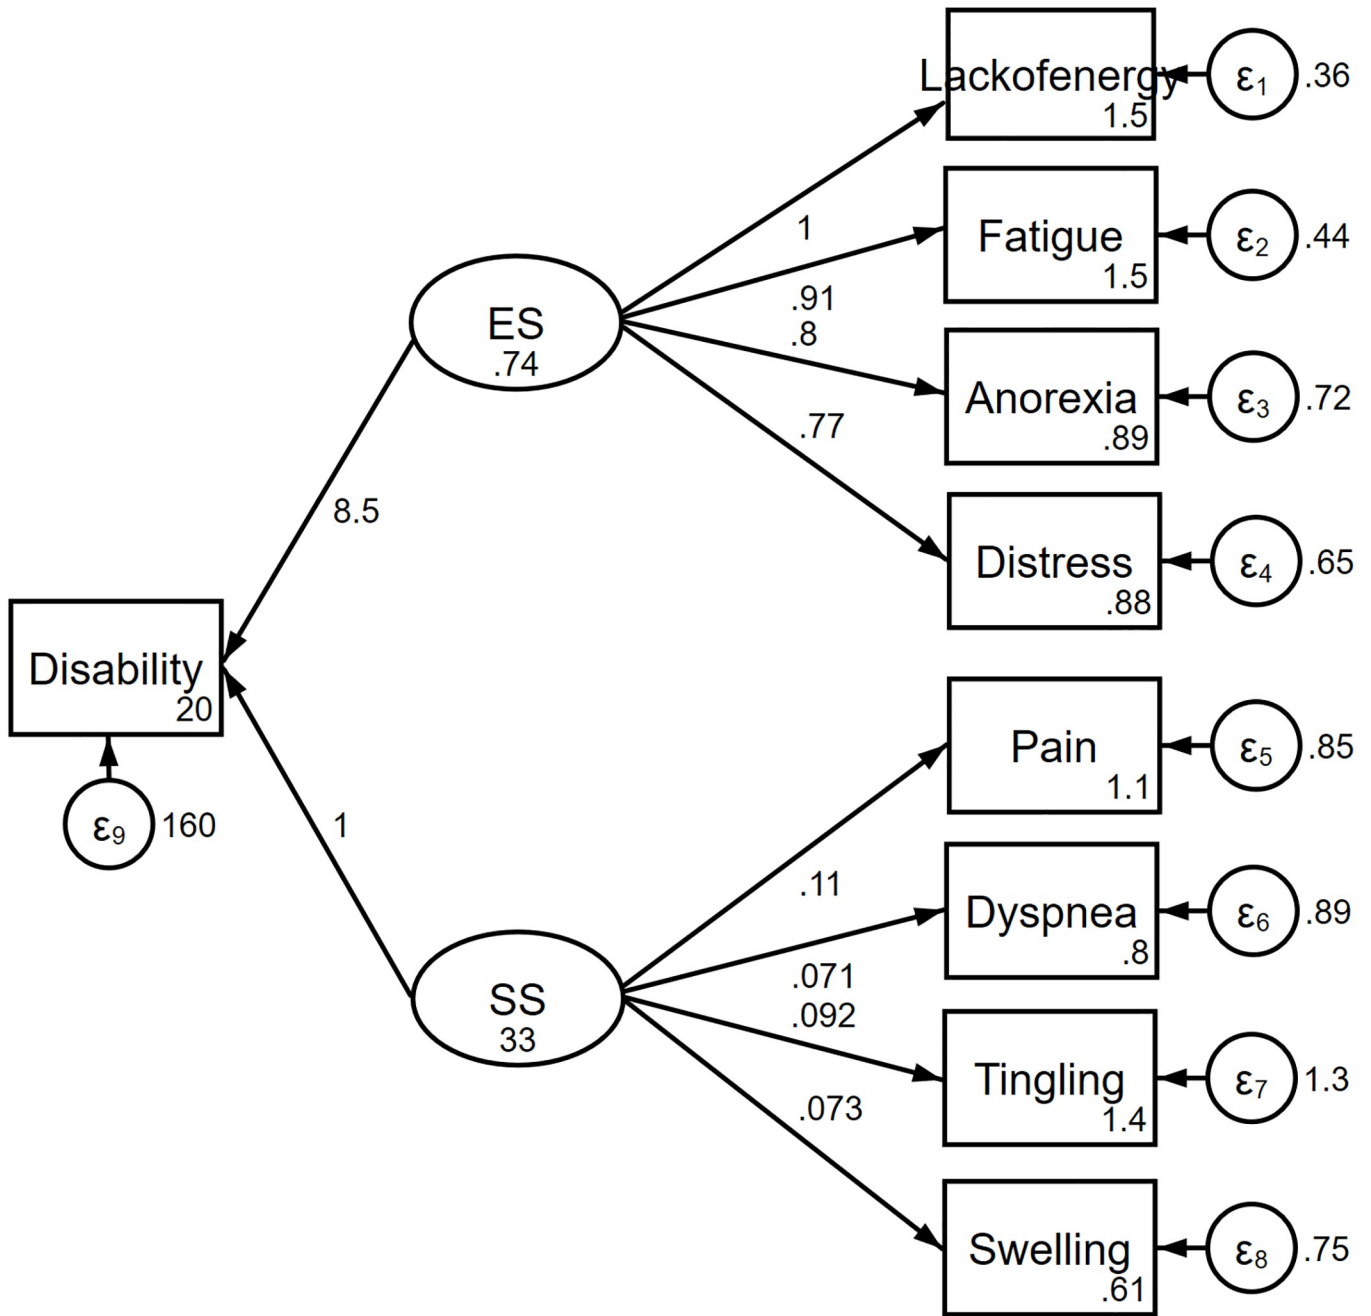 Lackofenergy
1.5
ε1
.36
1
Fatigue
1.5
ε2
.44
.91
ES
.74
.8
Anorexia
.89
ε3
.72
.77
Distress
.88
ε4
.65
8.5
Disability
20
ε9
160
1
Pain
1.1
ε5
.85
.11
Dyspnea
.8
ε6
.89
.071
SS
33
.092
Tingling
1.4
ε7
1.3
.073
Swelling
.61
ε8
.75